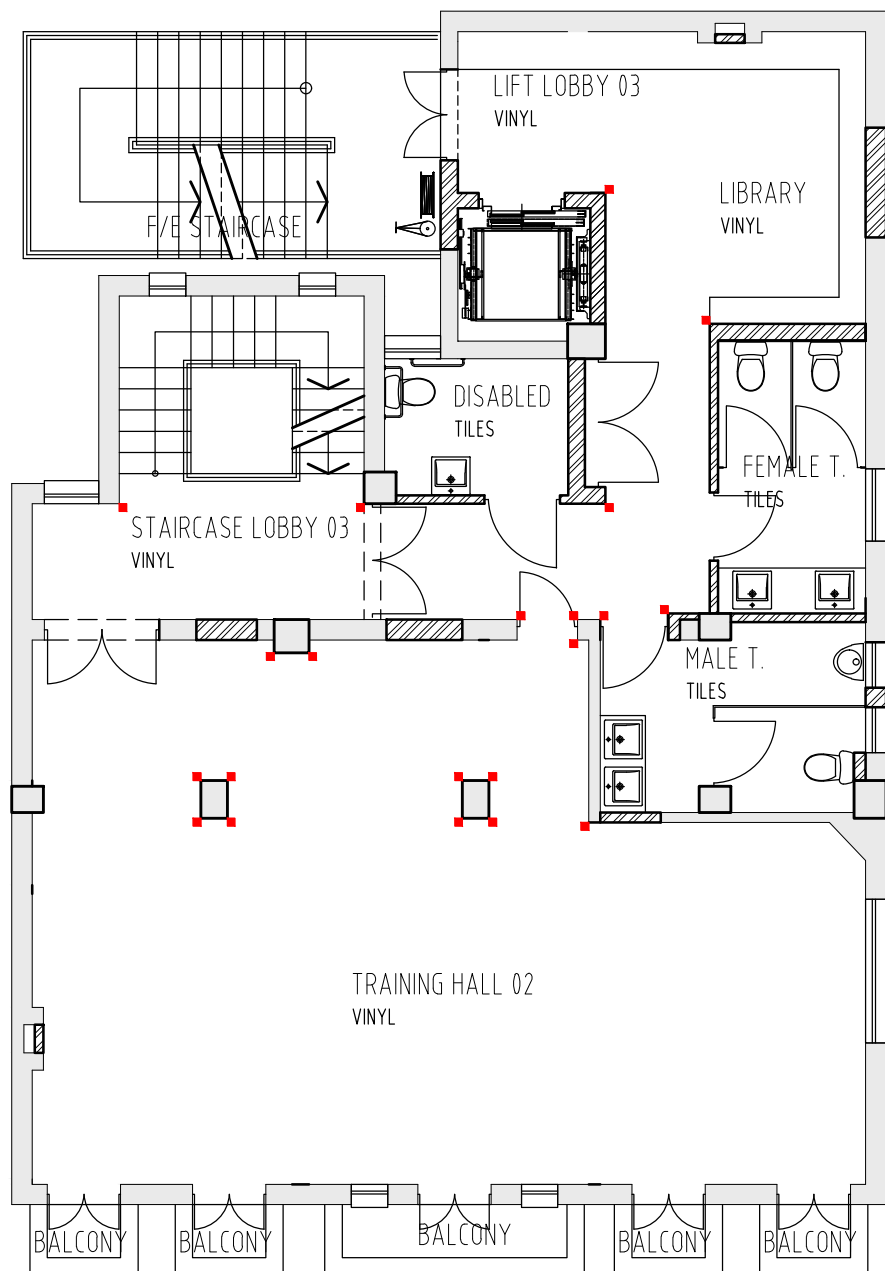 LIFT LOBBY 03
VINYL
LIBRARY
VINYL
F/E STAIRCASE
DISABLED
TILES
FEMALE T.
TILES
STAIRCASE LOBBY 03
VINYL
MALE T.
TILES
TRAINING HALL 02
VINYL
BALCONY
BALCONY
BALCONY
BALCONY
BALCONY